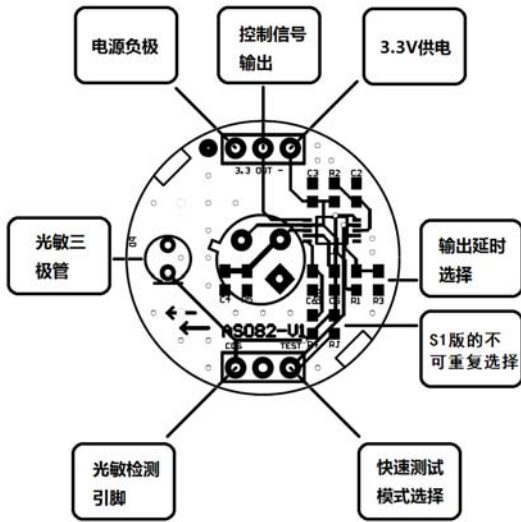 电源负极
控制信号
输出
3.3V供电
3.3 OUT -
C3 R2 C2
光敏三
极管
输出延时
选择
R1 R3
AS082-V1
S1版的不
可重复选择
CDS TEST
光敏检测
引脚
快速测试
模式选择